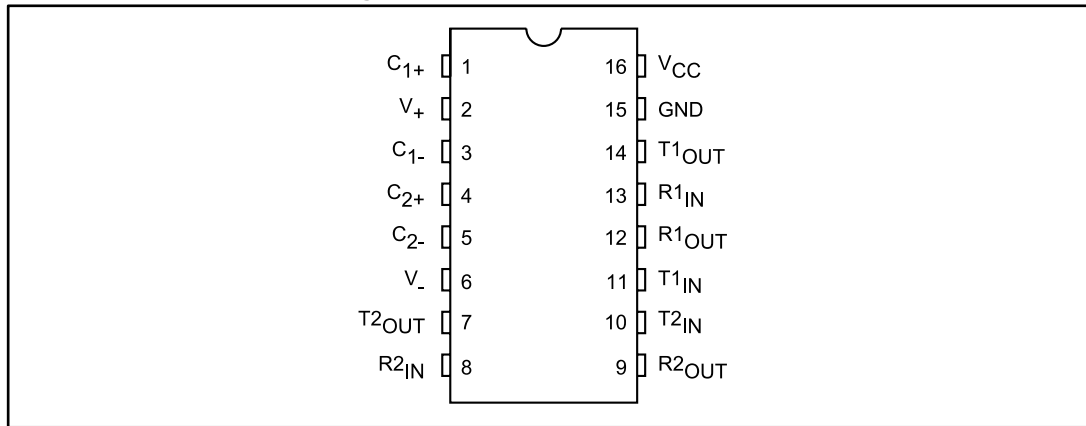 C1+ 1 16 VCC
V+ 2 15 GND
C1- 3 14 T1OUT
C2+ 4 13 R1IN
C2- 5 12 R1OUT
V- 6 11 T1IN
T2OUT 7 10 T2IN
R2IN 8 9 R2OUT